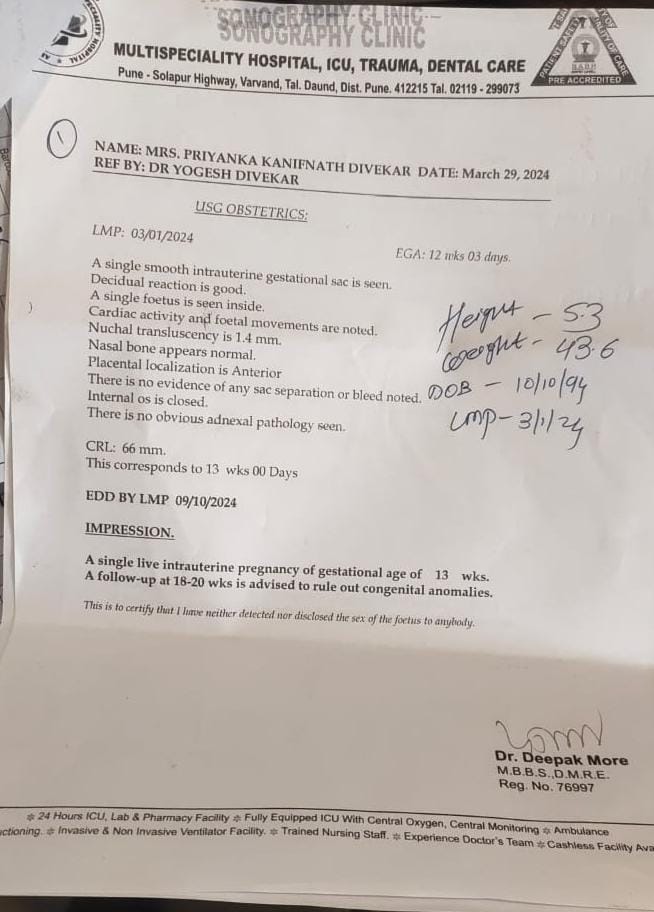 SONOGRAPHY CLINIC
SONOGRAPHY CLINIC
MULTISPECIALITY HOSPITAL, ICU, TRAUMA, DENTAL CARE
Pune - Solapur Highway, Varvand, Tal. Daund, Dist. Pune. 412215 Tal. 02119 - 299073
PRE ACCREDITED
1
NAME: MRS. PRIYANKA KANIFNATH DIVEKAR DATE: March 29, 2024
REF BY: DR YOGESH DIVEKAR
USG OBSTETRICS:
LMP: 03/01/2024
EGA: 12 wks 03 days.
A single smooth intrauterine gestational sac is seen.
Decidual reaction is good.
A single foetus is seen inside.
Cardiac activity and foetal movements are noted.
Nuchal transluscency is 1.4 mm.
Nasal bone appears normal.
Placental localization is Anterior
There is no evidence of any sac separation or bleed noted.
Internal os is closed.
There is no obvious adnexal pathology seen.
Height - 5.3
Weight - 43.6
DOB - 10/10/94
LMP - 3/1/24
CRL: 66 mm.
This corresponds to 13 wks 00 Days
EDD BY LMP 09/10/2024
IMPRESSION.
A single live intrauterine pregnancy of gestational age of 13 wks.
A follow-up at 18-20 wks is advised to rule out congenital anomalies.
This is to certify that I have neither detected nor disclosed the sex of the foetus to anybody.
Dr. Deepak More
M.B.B.S.,D.M.R.E.
Reg. No. 76997
* 24 Hours ICU, Lab & Pharmacy Facility * Fully Equipped ICU With Central Oxygen, Central Monitoring * Ambulance
ctioning. * Invasive & Non Invasive Ventilator Facility. * Trained Nursing Staff. * Experience Doctor's Team * Cashless Facility Ava